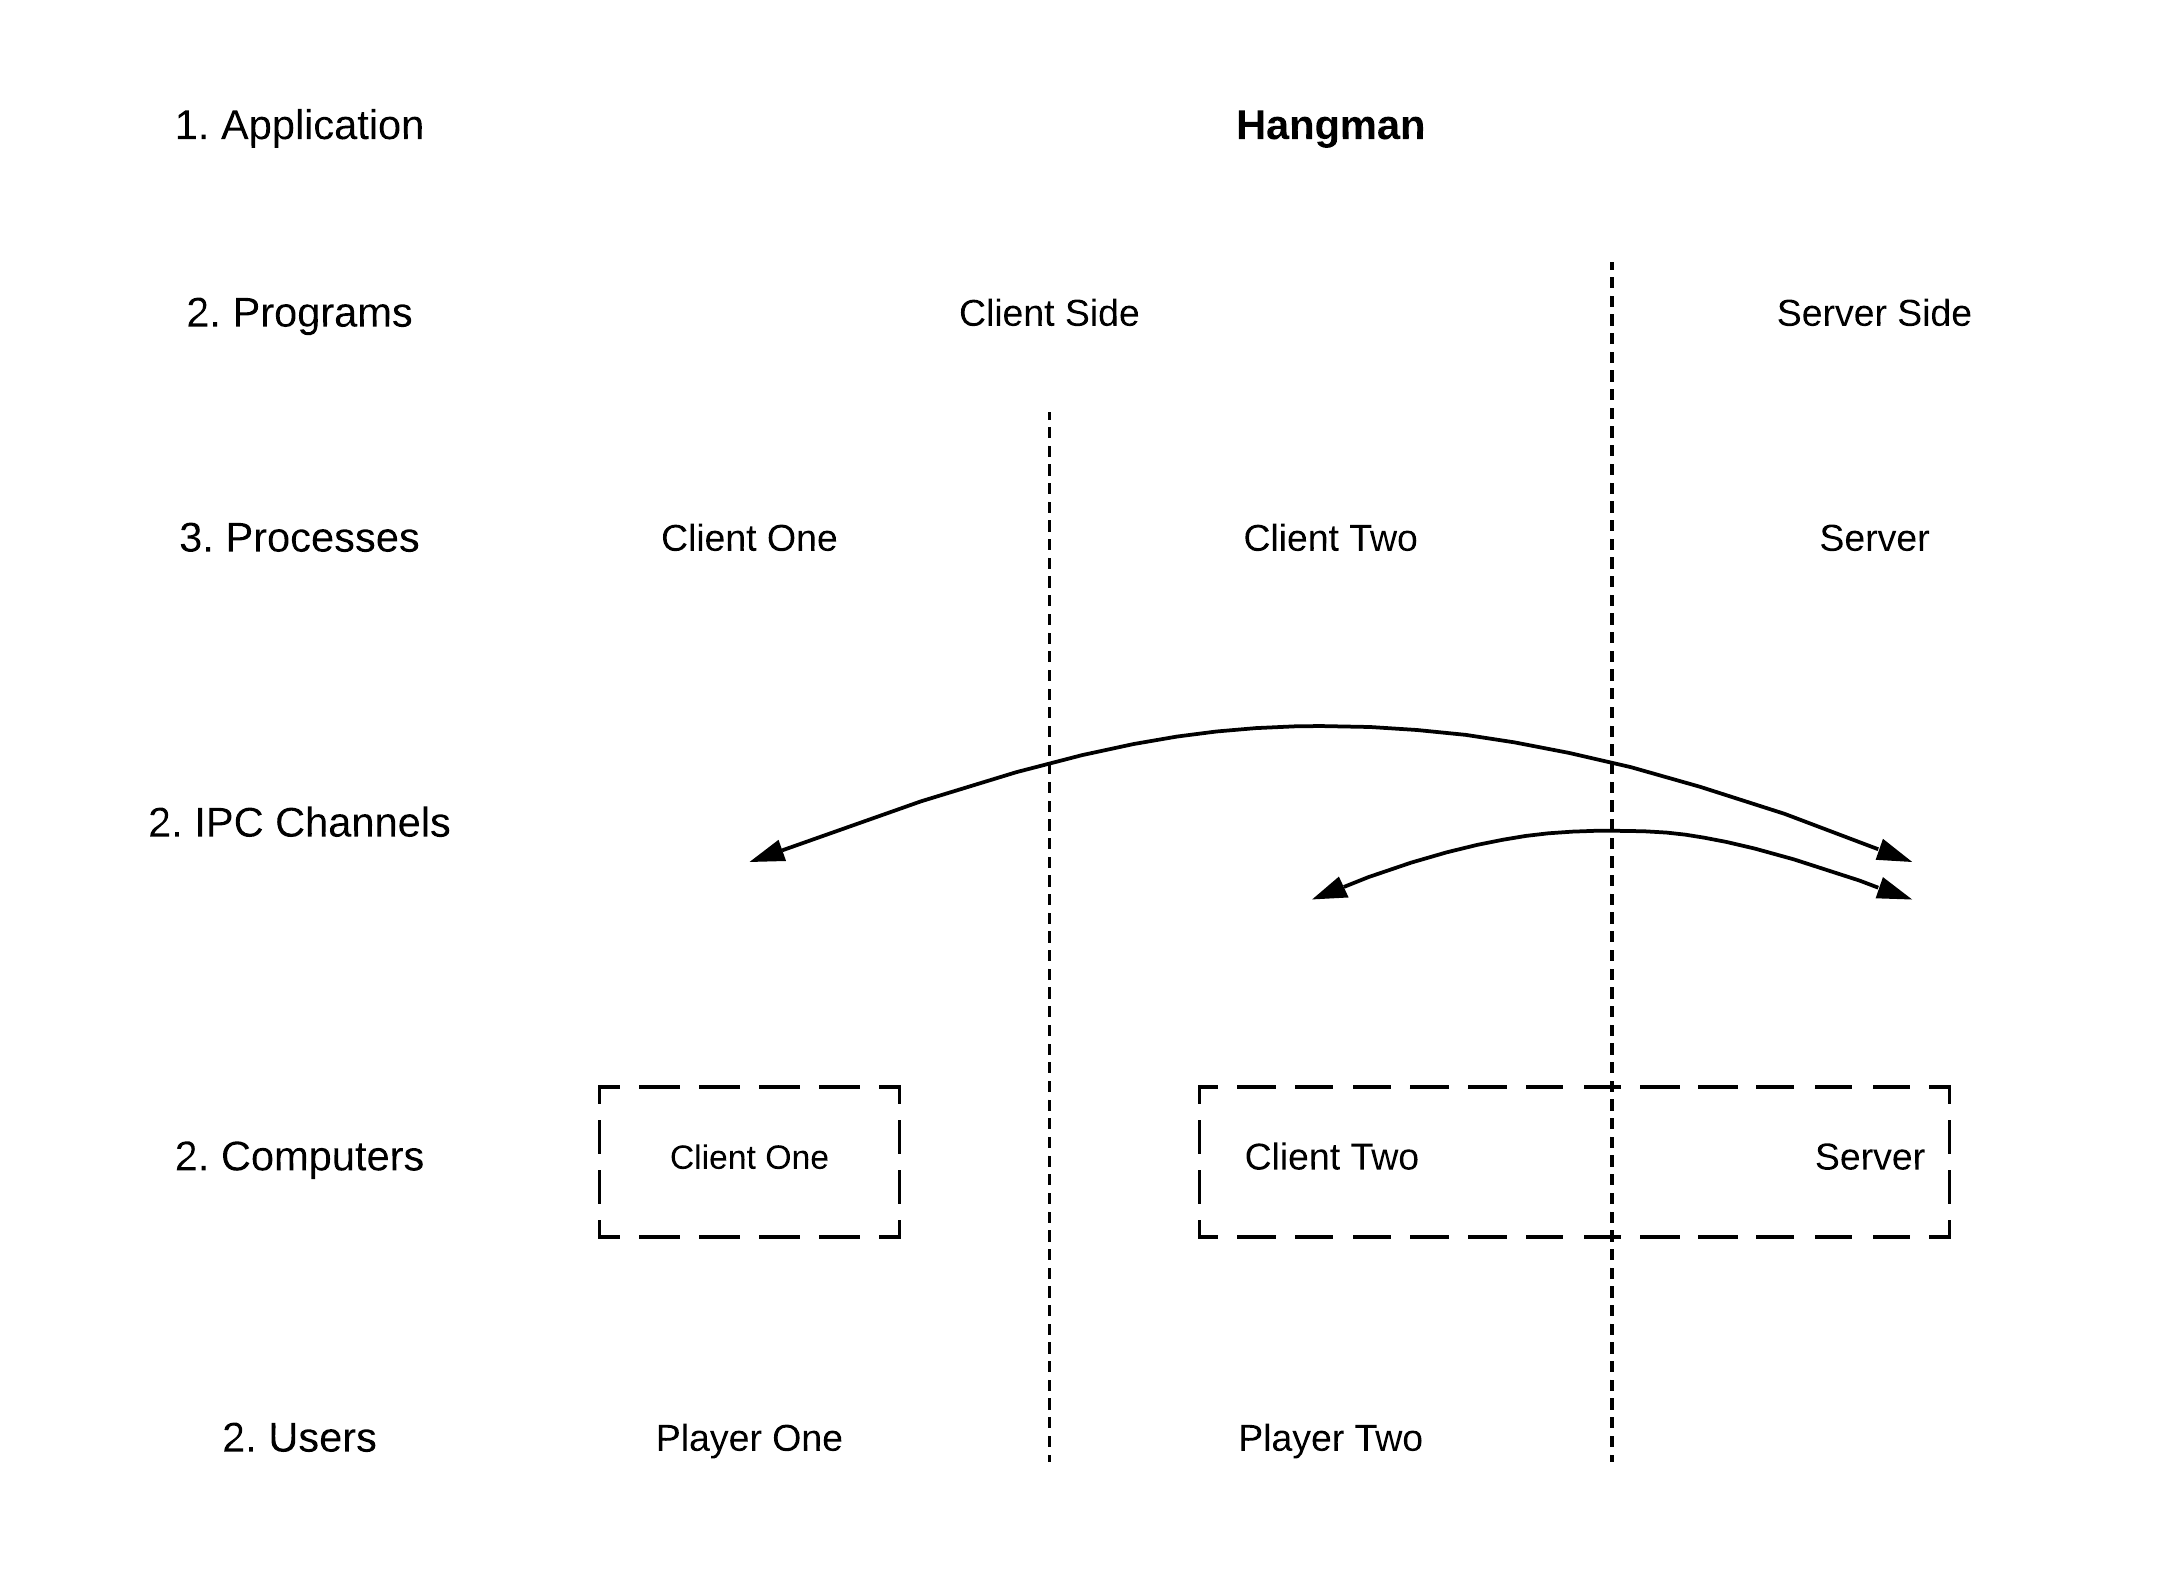 1. Application
Hangman
2. Programs
Client Side
Server Side
3. Processes
Client One
Client Two
Server
2. IPC Channels
2. Computers
Client One
Client Two
Server
2. Users
Player One
Player Two